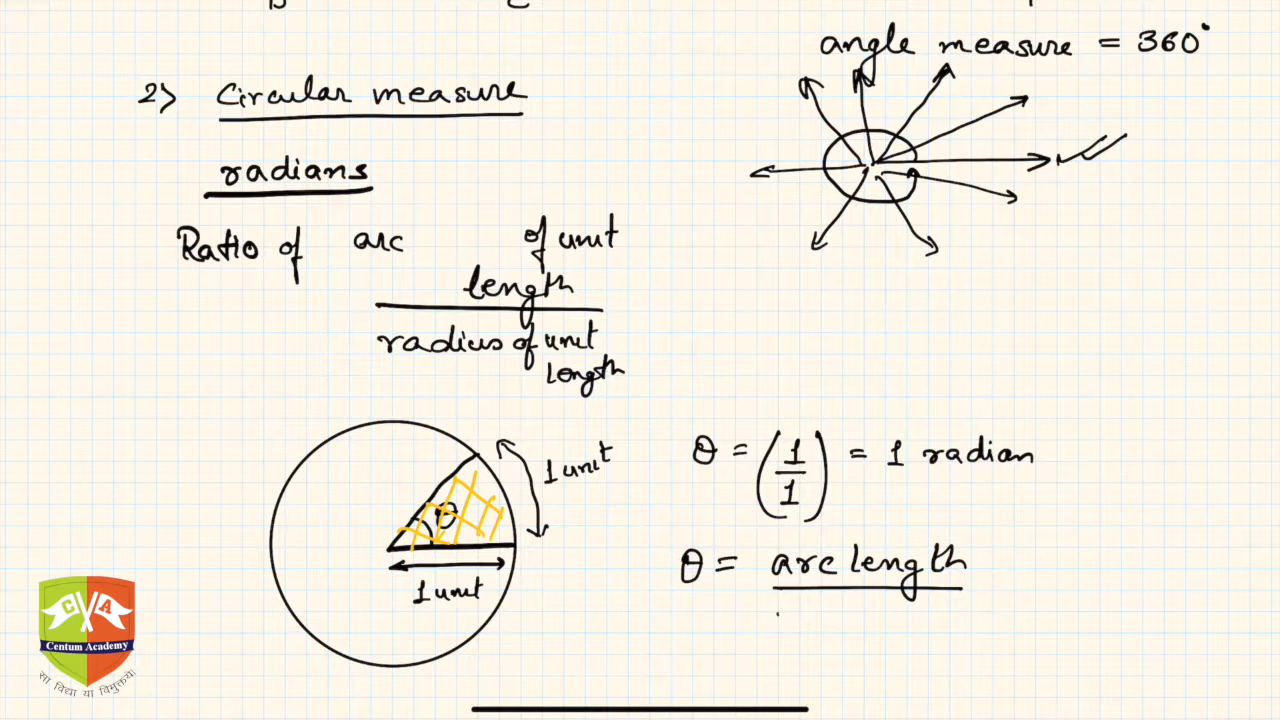 angle measure = 360°
2> Circular measure
radians
Ratio of arc of unit
length
radius of unit
length
1 unit
θ
1 unit
θ = (1/1) = 1 radian
θ = arc length
C A
Centum Academy
सा विद्या या विमुक्तये